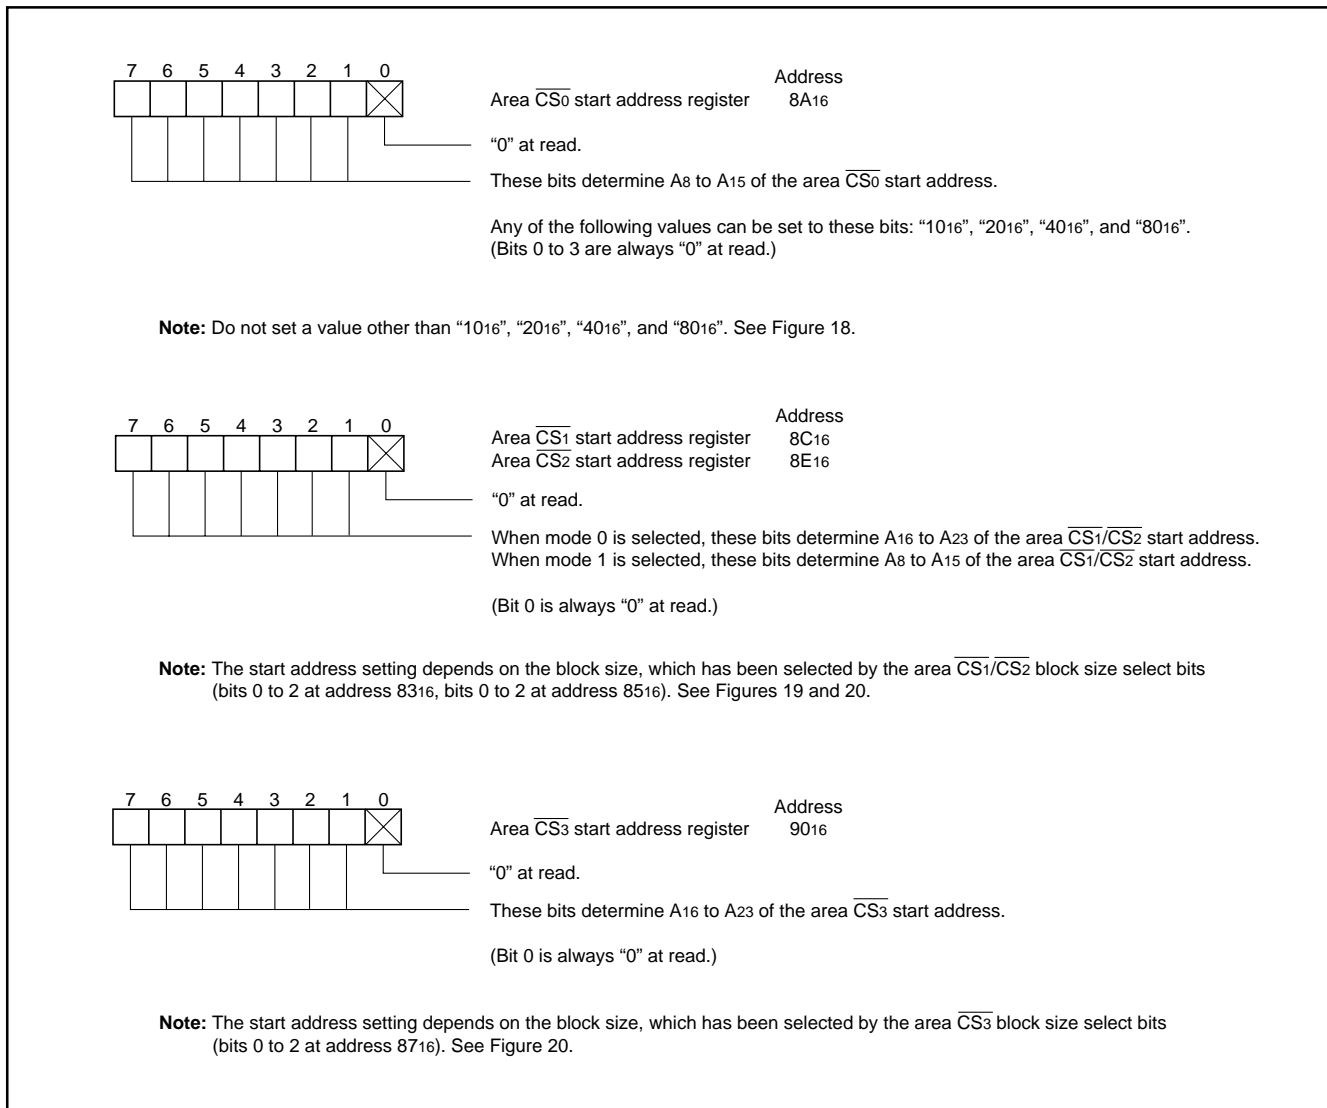 7 6 5 4 3 2 1 0
Address
Area CS0 start address register 8A16
“0” at read.
These bits determine A8 to A15 of the area CS0 start address.
Any of the following values can be set to these bits: “1016”, “2016”, “4016”, and “8016”.
(Bits 0 to 3 are always “0” at read.)
Note: Do not set a value other than “1016”, “2016”, “4016”, and “8016”. See Figure 18.
7 6 5 4 3 2 1 0
Address
Area CS1 start address register 8C16
Area CS2 start address register 8E16
“0” at read.
When mode 0 is selected, these bits determine A16 to A23 of the area CS1/CS2 start address.
When mode 1 is selected, these bits determine A8 to A15 of the area CS1/CS2 start address.
(Bit 0 is always “0” at read.)
Note: The start address setting depends on the block size, which has been selected by the area CS1/CS2 block size select bits
(bits 0 to 2 at address 8316, bits 0 to 2 at address 8516). See Figures 19 and 20.
7 6 5 4 3 2 1 0
Address
Area CS3 start address register 9016
“0” at read.
These bits determine A16 to A23 of the area CS3 start address.
(Bit 0 is always “0” at read.)
Note: The start address setting depends on the block size, which has been selected by the area CS3 block size select bits
(bits 0 to 2 at address 8716). See Figure 20.